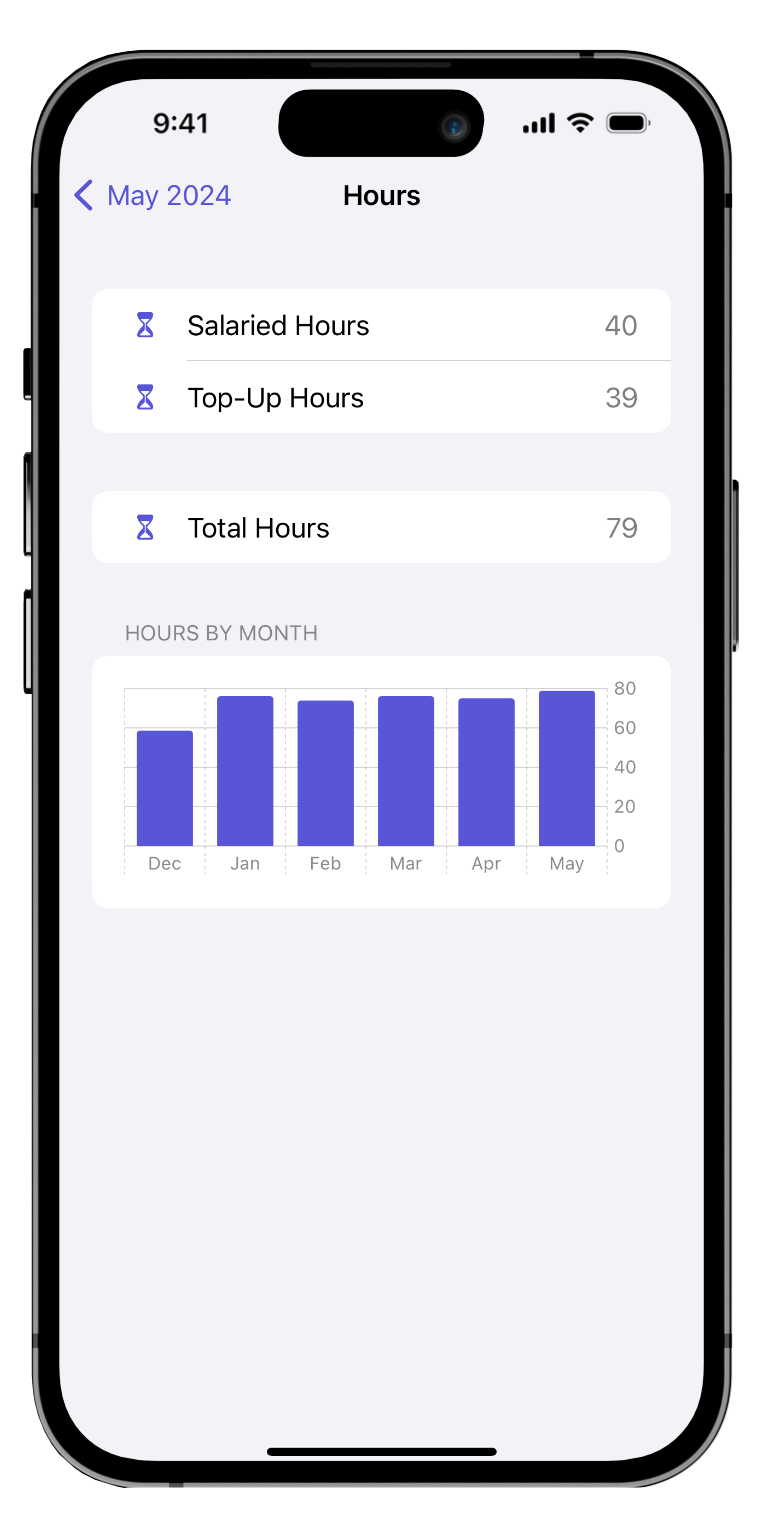 9:41
May 2024 Hours
Salaried Hours 40
Top-Up Hours 39
Total Hours 79
HOURS BY MONTH
80
60
40
20
0
Dec Jan Feb Mar Apr May